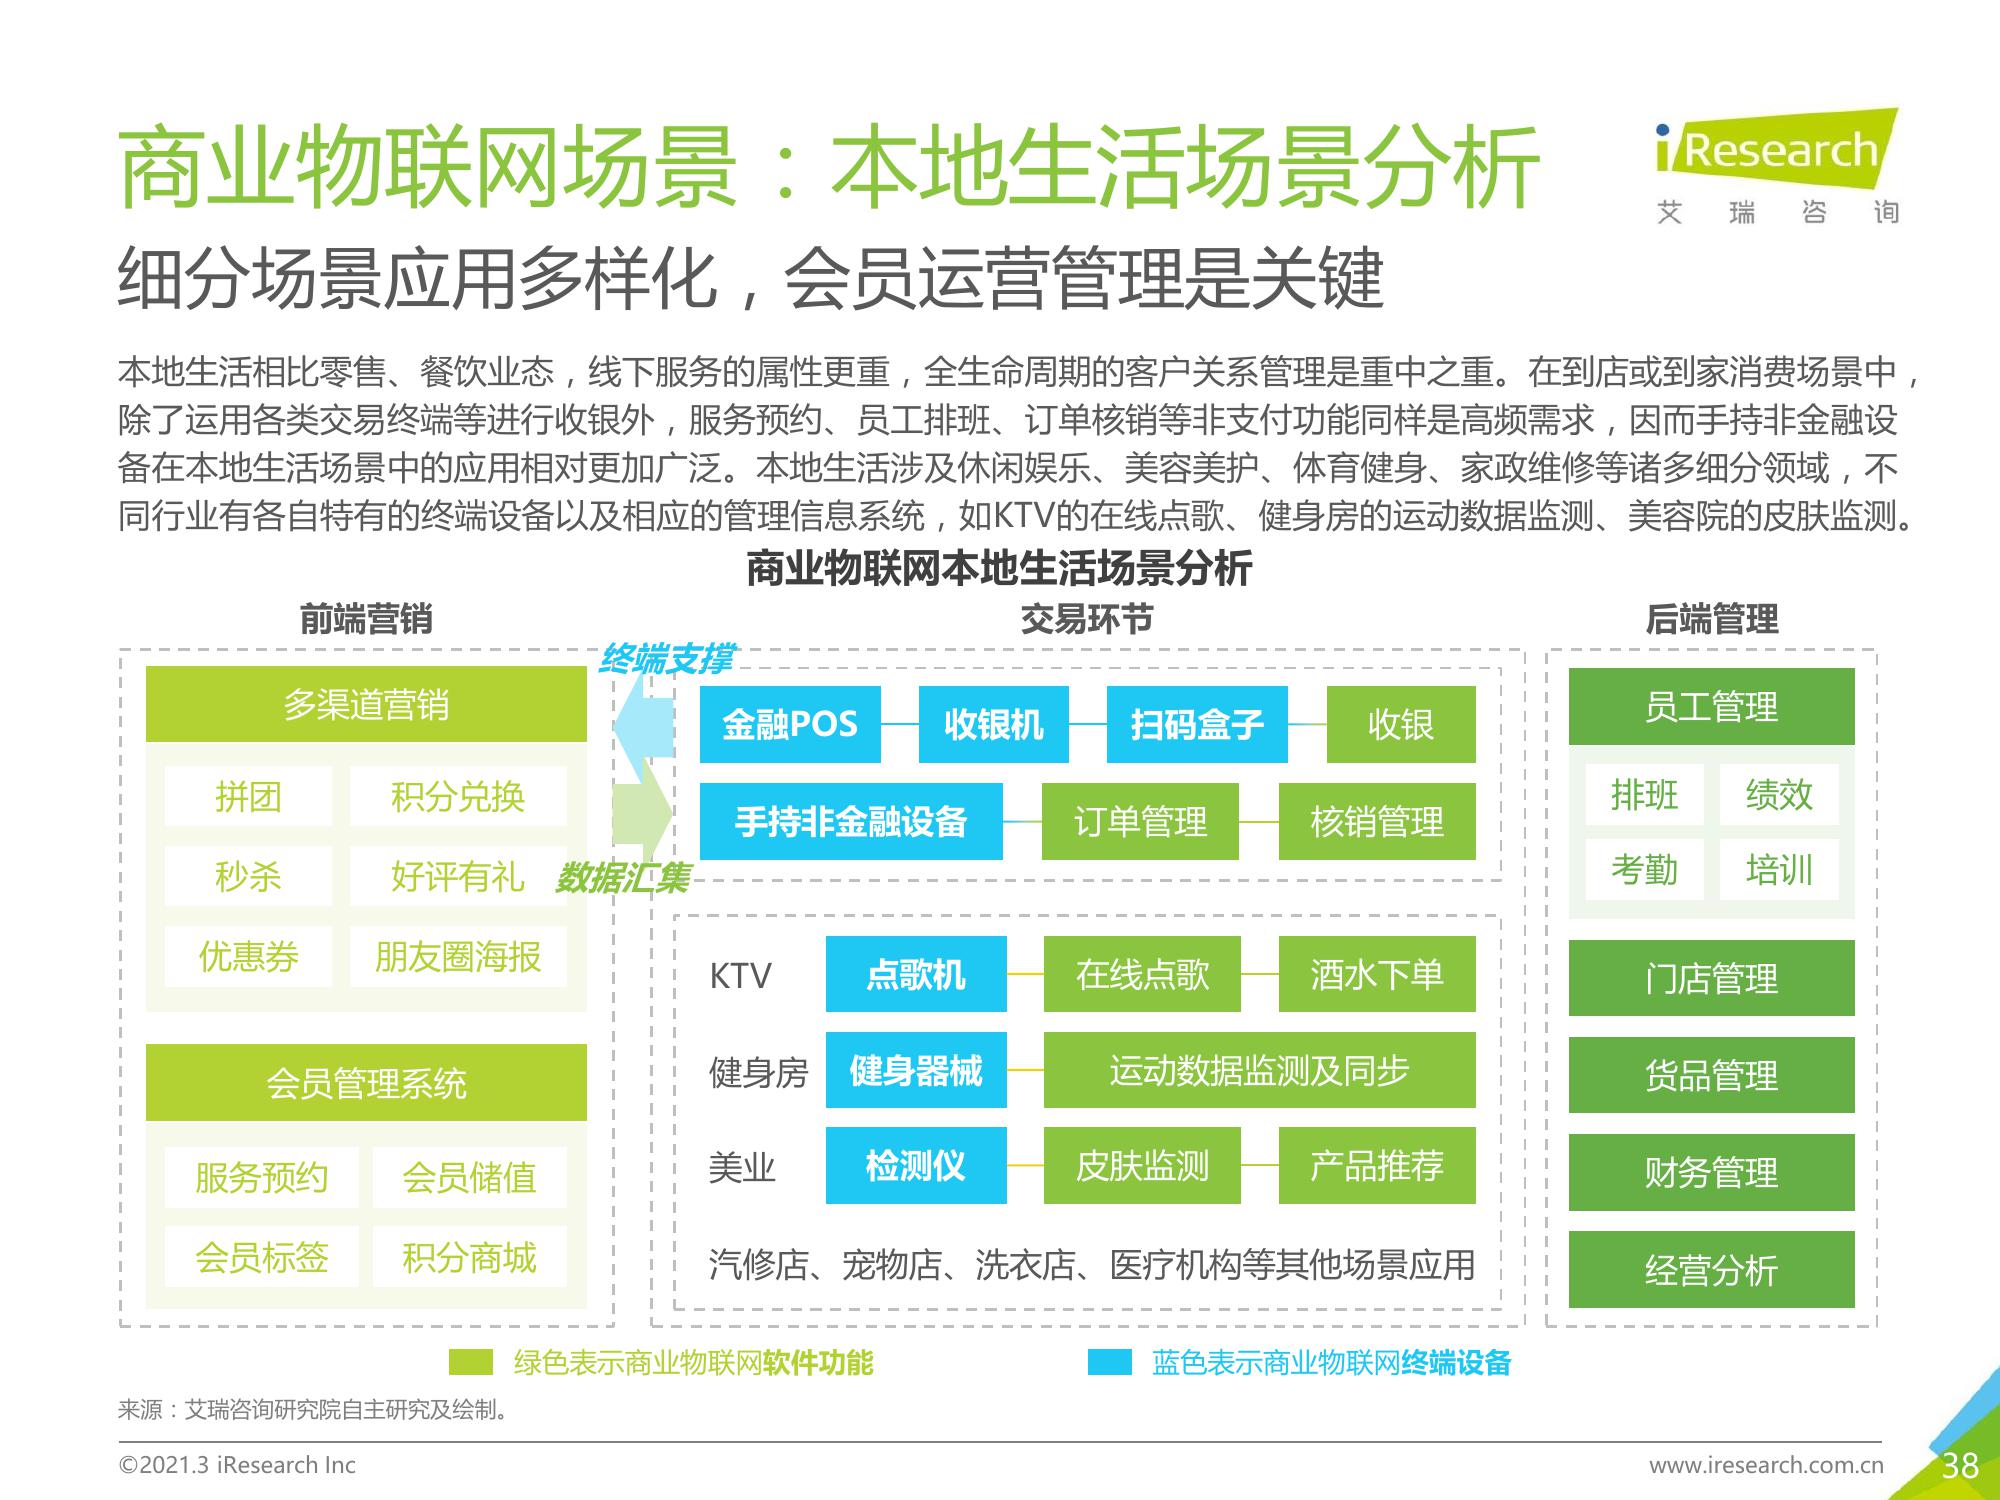 商业物联网场景：本地生活场景分析
iResearch
艾瑞咨询
细分场景应用多样化，会员运营管理是关键
本地生活相比零售、餐饮业态，线下服务的属性更重，全生命周期的客户关系管理是重中之重。在到店或到家消费场景中，
除了运用各类交易终端等进行收银外，服务预约、员工排班、订单核销等非支付功能同样是高频需求，因而手持非金融设
备在本地生活场景中的应用相对更加广泛。本地生活涉及休闲娱乐、美容美护、体育健身、家政维修等诸多细分领域，不
同行业有各自特有的终端设备以及相应的管理信息系统，如KTV的在线点歌、健身房的运动数据监测、美容院的皮肤监测。
商业物联网本地生活场景分析
前端营销
多渠道营销
拼团 积分兑换
秒杀 好评有礼
优惠券 朋友圈海报
会员管理系统
服务预约 会员储值
会员标签 积分商城
终端支撑
数据汇集
交易环节
金融POS 收银机 扫码盒子 收银
手持非金融设备 订单管理 核销管理
KTV 点歌机 在线点歌 酒水下单
健身房 健身器械 运动数据监测及同步
美业 检测仪 皮肤监测 产品推荐
汽修店、宠物店、洗衣店、医疗机构等其他场景应用
后端管理
员工管理
排班 绩效
考勤 培训
门店管理
货品管理
财务管理
经营分析
绿色表示商业物联网软件功能
蓝色表示商业物联网终端设备
来源：艾瑞咨询研究院自主研究及绘制。
©2021.3 iResearch Inc
www.iresearch.com.cn
38